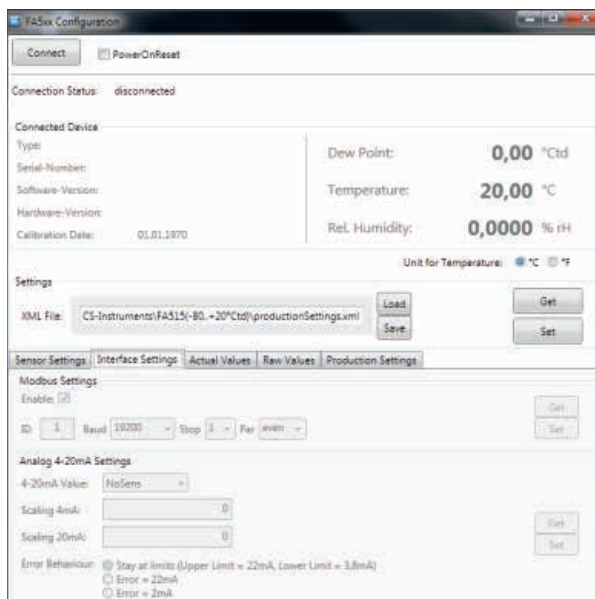 FA5xx Configuration
Connect PowerOnReset
Connection Status: disconnected
Connected Device
Type:
Serial-Number:
Software-Version:
Hardware-Version:
Calibration Date: 01.01.1970
Dew Point: 0,00 °Ctd
Temperature: 20,00 °C
Rel. Humidity: 0,0000 % rH
Unit for Temperature: °C °F
Settings
XML File: CS-Instruments\FA515(-80..+20°Ctd)\productionSettings.xml
Load Get
Save Set
Sensor Settings Interface Settings Actual Values Raw Values Production Settings
Modbus Settings
Enable:
Get
ID: 1 Baud 19200 Stop 1 Par even Set
Analog 4-20mA Settings
4-20mA Value: NoSens
Scaling 4mA: 0
Get
Scaling 20mA: 0
Set
Error Behaviour: Stay at limits (Upper Limit = 22mA, Lower Limit = 3,8mA)
Error = 22mA
Error = 2mA